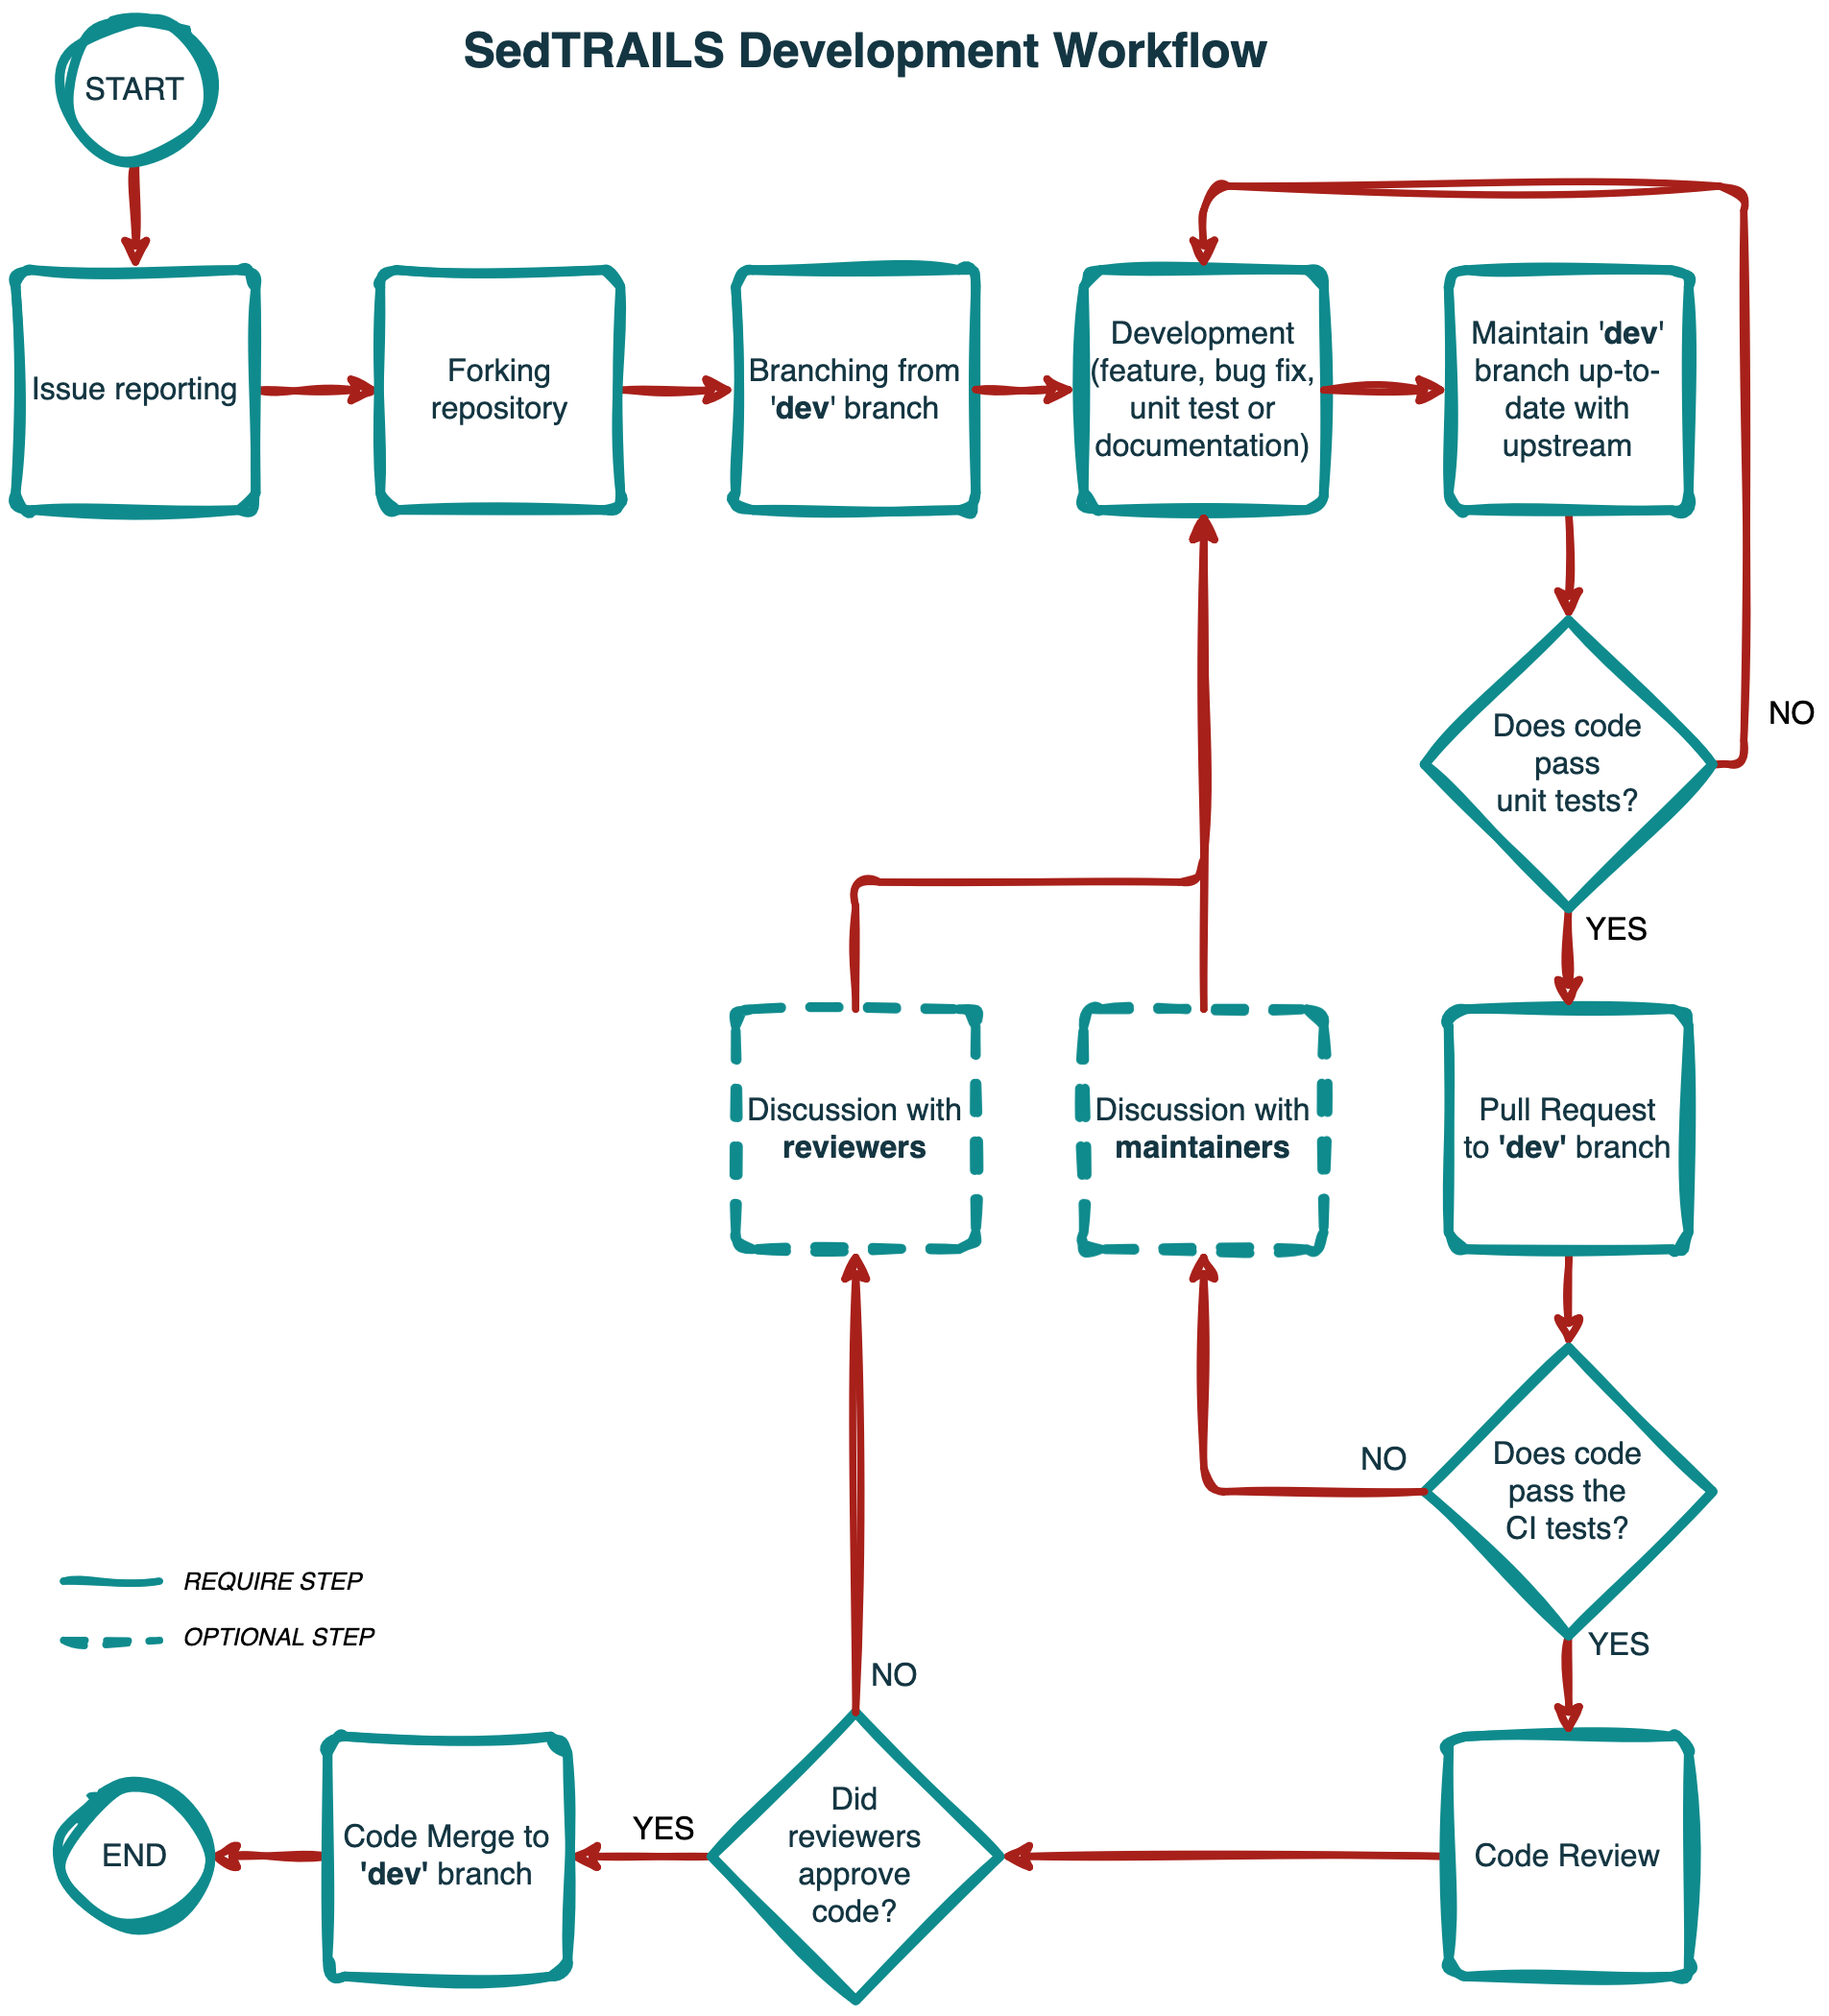 SedTRAILS Development Workflow
START
Issue reporting
Forking
repository
Branching from
'dev' branch
Development
(feature, bug fix,
unit test or
documentation)
Maintain 'dev'
branch up-to-
date with
upstream
Does code
pass
unit tests?
NO
YES
Discussion with
reviewers
Discussion with
maintainers
Pull Request
to 'dev' branch
NO
Does code
pass the
CI tests?
YES
REQUIRE STEP
OPTIONAL STEP
NO
END
Code Merge to
'dev' branch
YES
Did
reviewers
approve
code?
Code Review